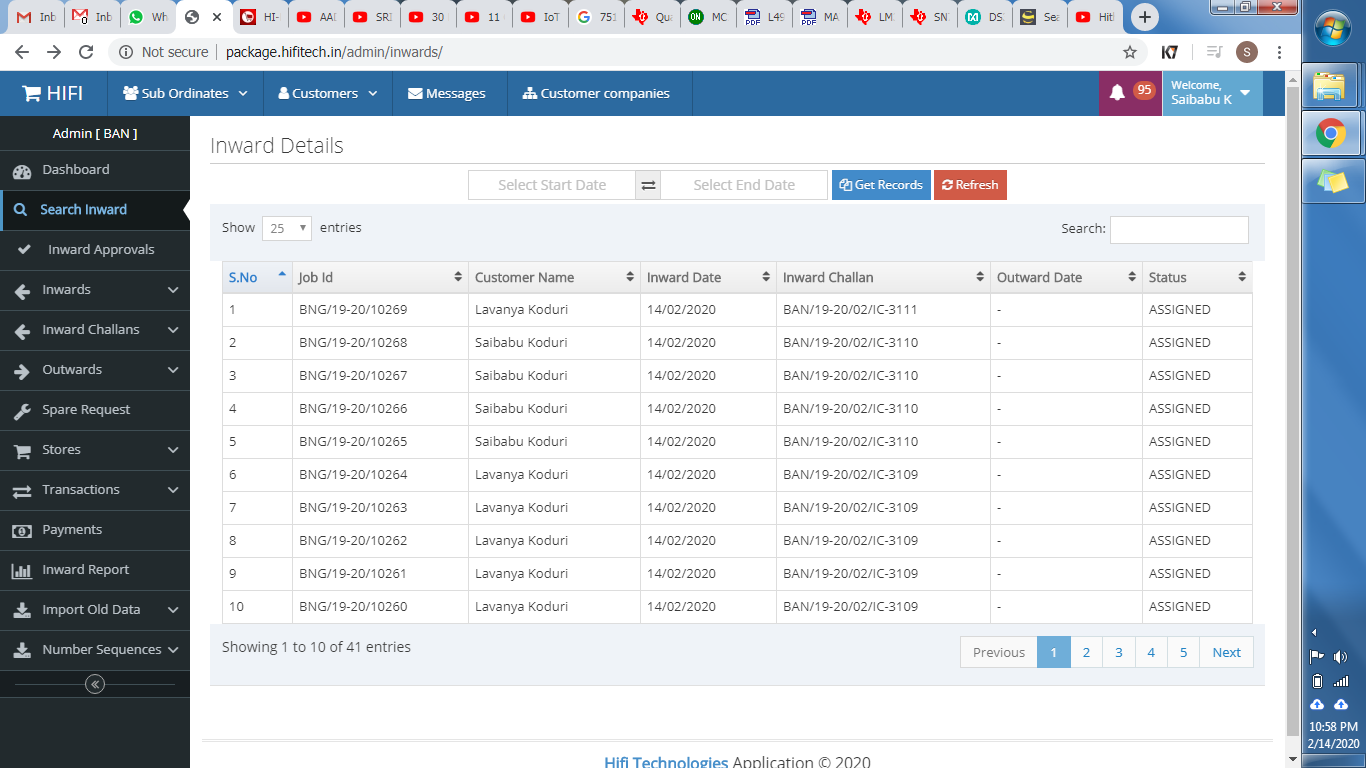 Inb
Inb
Wh
HI-
AAI
SRI
30
11
IoT
751
Qu
MC
L49
MA
LM
SN
DS
Sea
Hit
Not secure
package.hifitech.in/admin/inwards/
K7
S
HIFI
Sub Ordinates
Customers
Messages
Customer companies
95
Welcome,
Saibabu K
Admin [ BAN ]
Dashboard
Search Inward
Inward Approvals
Inwards
Inward Challans
Outwards
Spare Request
Stores
Transactions
Payments
Inward Report
Import Old Data
Number Sequences
Inward Details
Select Start Date
Select End Date
Get Records
Refresh
Show 25 entries
Search:
S.No Job Id Customer Name Inward Date Inward Challan Outward Date Status
1 BNG/19-20/10269 Lavanya Koduri 14/02/2020 BAN/19-20/02/IC-3111 - ASSIGNED
2 BNG/19-20/10268 Saibabu Koduri 14/02/2020 BAN/19-20/02/IC-3110 - ASSIGNED
3 BNG/19-20/10267 Saibabu Koduri 14/02/2020 BAN/19-20/02/IC-3110 - ASSIGNED
4 BNG/19-20/10266 Saibabu Koduri 14/02/2020 BAN/19-20/02/IC-3110 - ASSIGNED
5 BNG/19-20/10265 Saibabu Koduri 14/02/2020 BAN/19-20/02/IC-3110 - ASSIGNED
6 BNG/19-20/10264 Lavanya Koduri 14/02/2020 BAN/19-20/02/IC-3109 - ASSIGNED
7 BNG/19-20/10263 Lavanya Koduri 14/02/2020 BAN/19-20/02/IC-3109 - ASSIGNED
8 BNG/19-20/10262 Lavanya Koduri 14/02/2020 BAN/19-20/02/IC-3109 - ASSIGNED
9 BNG/19-20/10261 Lavanya Koduri 14/02/2020 BAN/19-20/02/IC-3109 - ASSIGNED
10 BNG/19-20/10260 Lavanya Koduri 14/02/2020 BAN/19-20/02/IC-3109 - ASSIGNED
Showing 1 to 10 of 41 entries
Previous 1 2 3 4 5 Next
Hifi Technologies Application © 2020
10:58 PM
2/14/2020